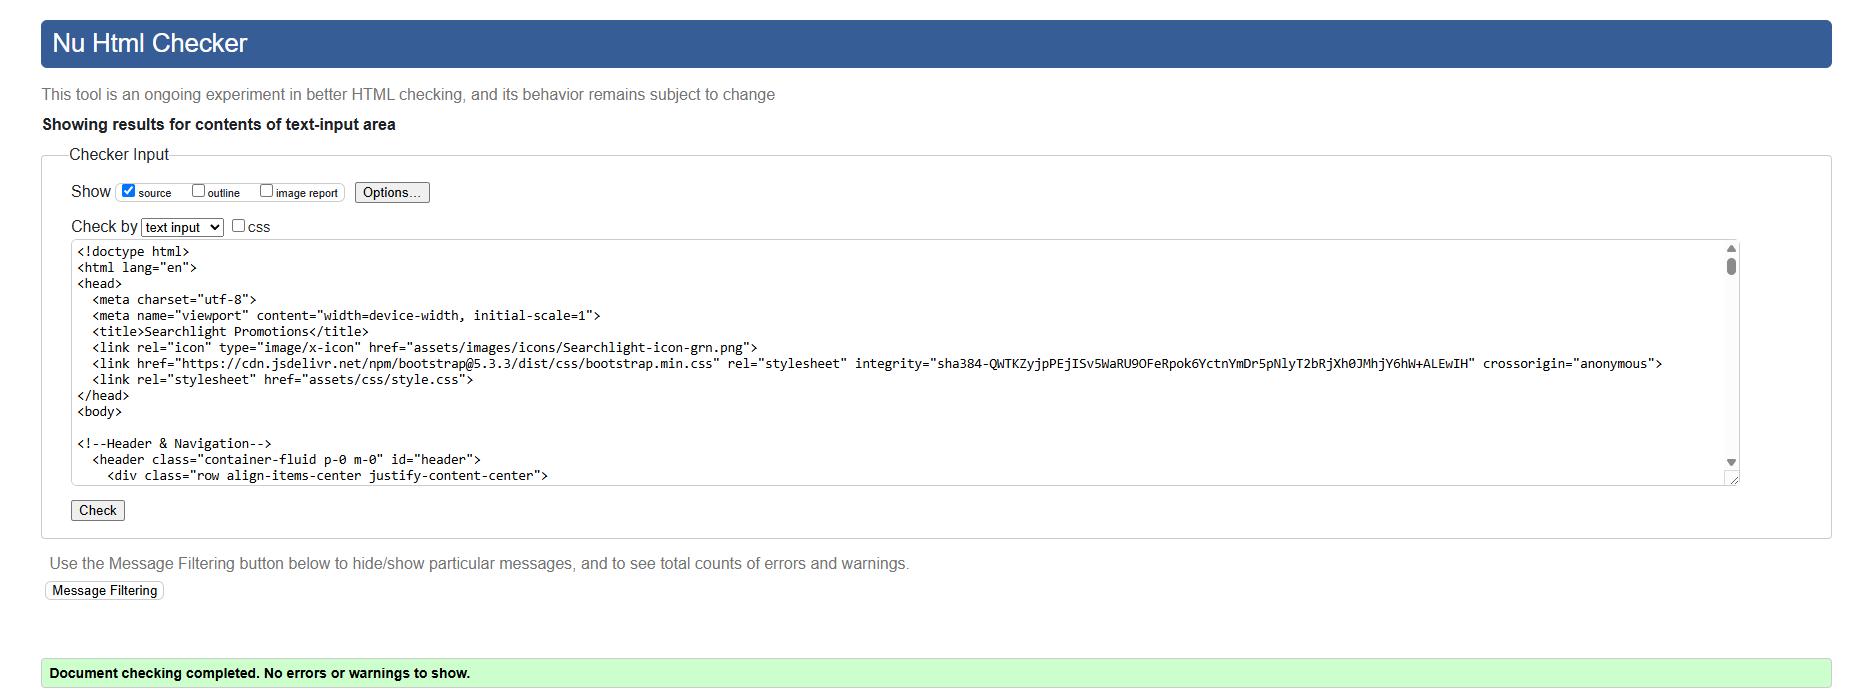 Nu Html Checker
This tool is an ongoing experiment in better HTML checking, and its behavior remains subject to change
Showing results for contents of text-input area
Checker Input
Show source outline image report Options...
Check by text input css
<!doctype html>
<html lang="en">
<head>
<meta charset="utf-8">
<meta name="viewport" content="width=device-width, initial-scale=1">
<title>Searchlight Promotions</title>
<link rel="icon" type="image/x-icon" href="assets/images/icons/Searchlight-icon-grn.png">
<link href="https://cdn.jsdelivr.net/npm/bootstrap@5.3.3/dist/css/bootstrap.min.css" rel="stylesheet" integrity="sha384-QWTKZyjpPEjISv5WaRU9OFeRpok6YctnYmDr5pNlyT2bRjXh0JMhjY6hW+ALEwIH" crossorigin="anonymous">
<link rel="stylesheet" href="assets/css/style.css">
</head>
<body>
<!--Header & Navigation-->
<header class="container-fluid p-0 m-0" id="header">
<div class="row align-items-center justify-content-center">
Check
Use the Message Filtering button below to hide/show particular messages, and to see total counts of errors and warnings.
Message Filtering
Document checking completed. No errors or warnings to show.